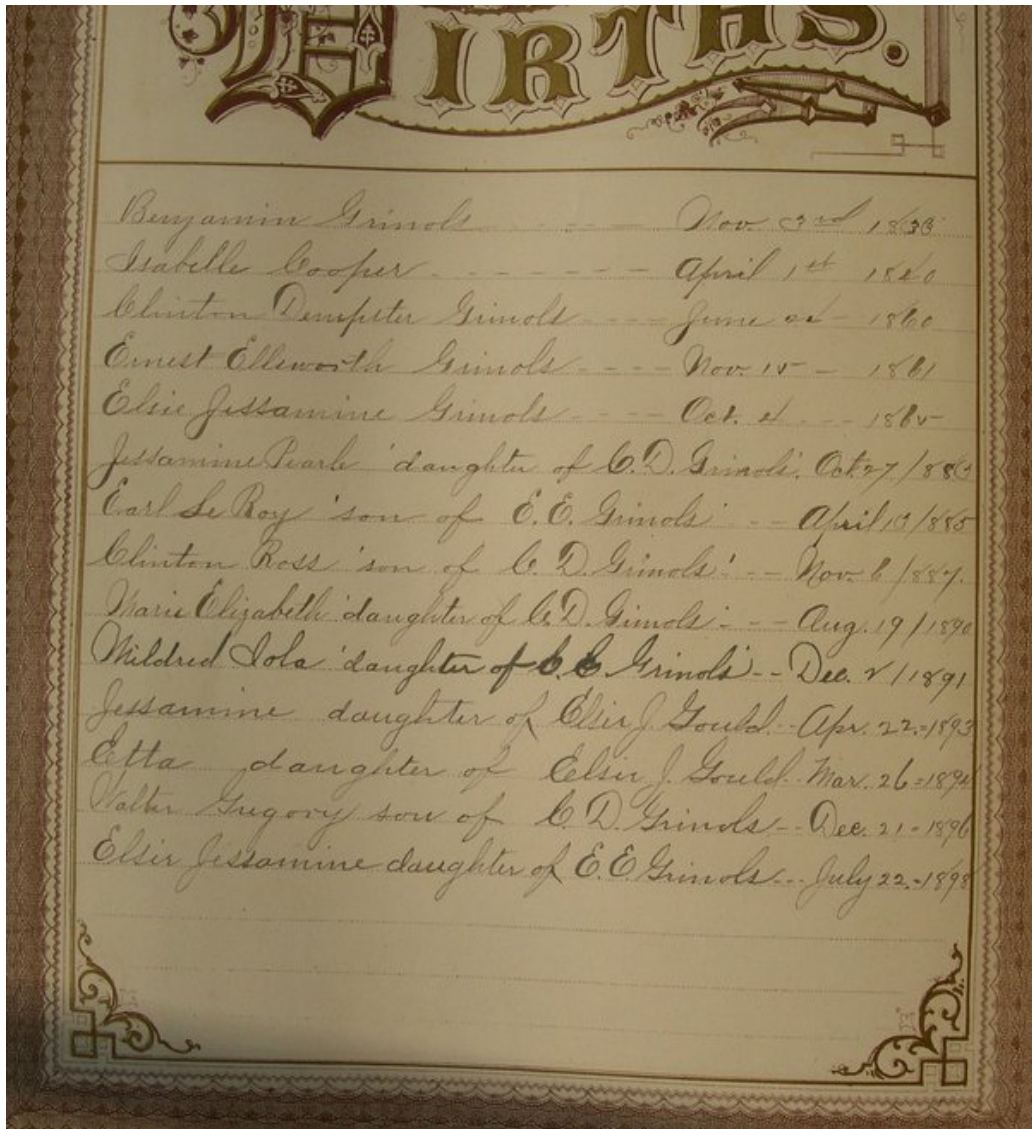 BIRTHS.
Benjamin Grinols - - - - Nov. 3rd 1833
Isabelle Cooper - - - - - - - April 1st 1840
Clinton Dempster Grinols - - - - June - 1860
Ernest Ellsworth Grinols - - - - Nov. 15 - 1861
Elsie Jessamine Grinols - - - - Oct. 4 - - - 1865
Jessamine Pearle 'daughter of C.D. Grinols'. Oct 27/1883
Earl Le Roy 'son of E.E. Grinols' - - - April 13/1885
Clinton Ross 'son of C. D. Grinols' - - - Nov. 6/1887.
Marie Elizabeth 'daughter of C.D. Grinols' - - - Aug. 19/1890
Mildred Iola 'daughter of Grinols' - - Dec. 2/1891
Jessamine daughter of Elsie J. Gould - - Apr. 22.=1893
Etta daughter of Elsie J. Gould - Mar. 26=1894
Walter Gregory son of C. D. Grinols - - Dec. 21-1896
Elsie Jessamine daughter of E.E. Grinols - - - July 22.-1898